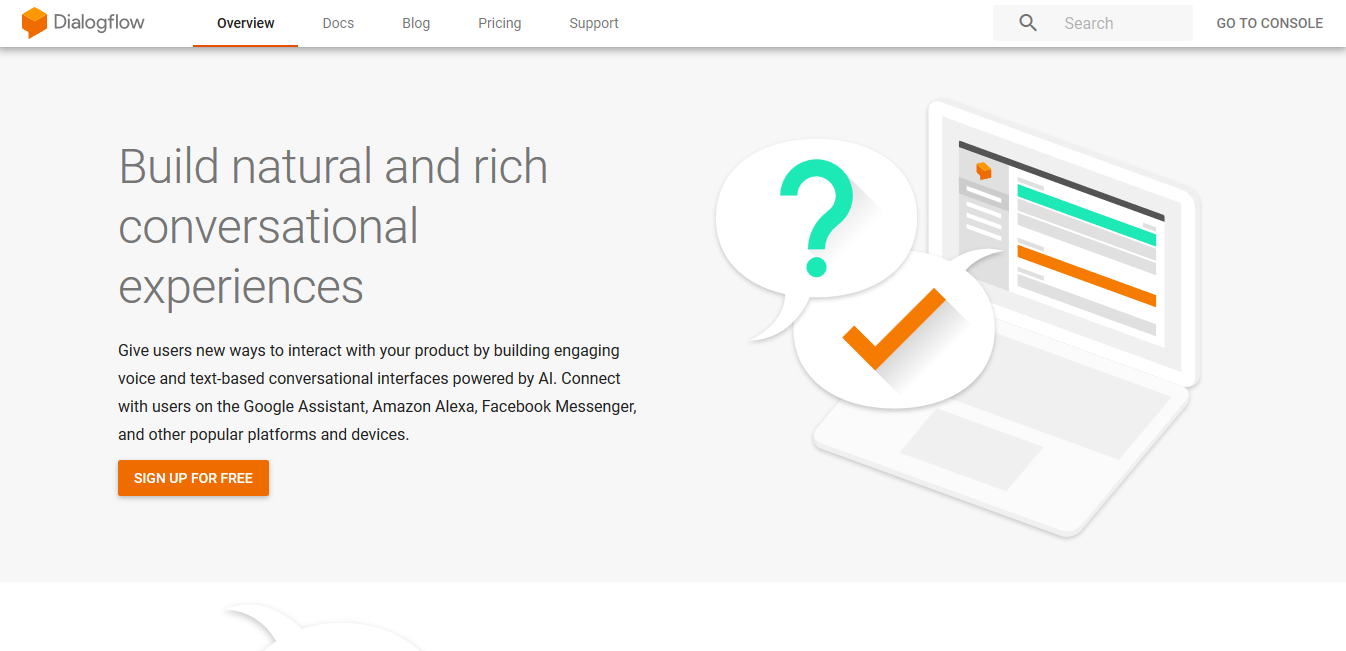 Dialogflow
Overview
Docs
Blog
Pricing
Support
Search
GO TO CONSOLE
Build natural and rich
conversational
experiences
Give users new ways to interact with your product by building engaging
voice and text-based conversational interfaces powered by AI. Connect
with users on the Google Assistant, Amazon Alexa, Facebook Messenger,
and other popular platforms and devices.
SIGN UP FOR FREE
?